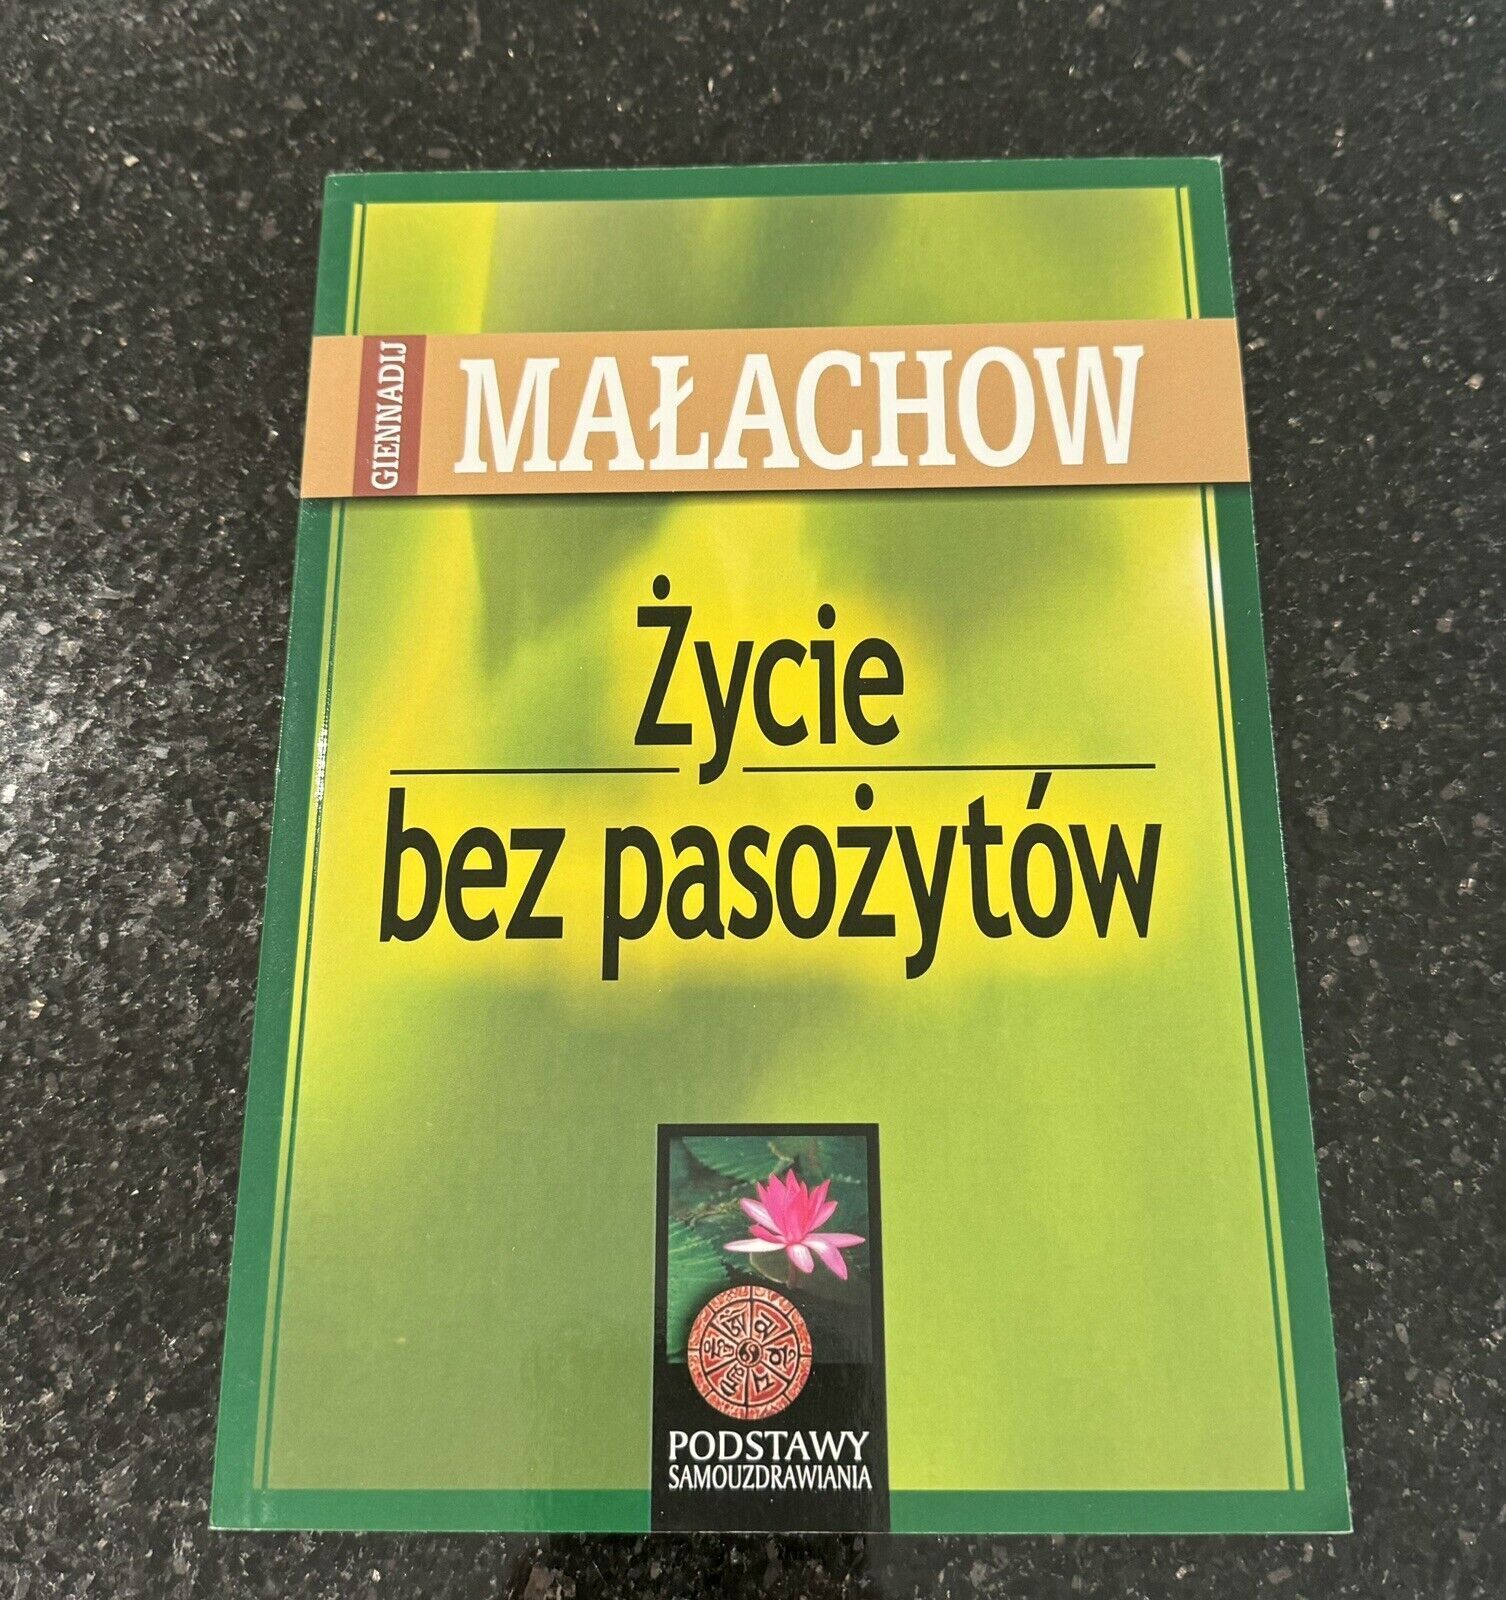 GIENNADIJ
MAŁACHOW
Życie
bez pasożytów
PODSTAWY
SAMOUZDRAWIANIA